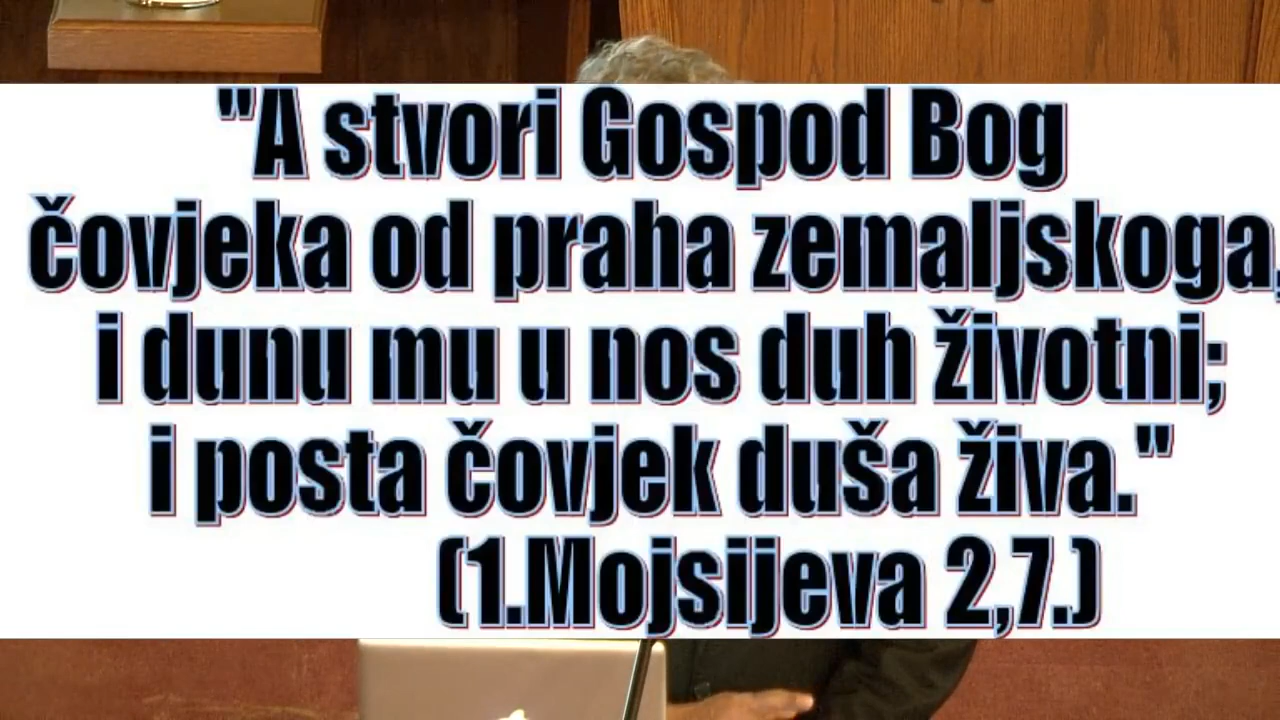 "A stvori Gospod Bog
čovjeka od praha zemaljskoga,
i dunu mu u nos duh životni;
i posta čovjek duša živa."
(1.Mojsijeva 2,7.)